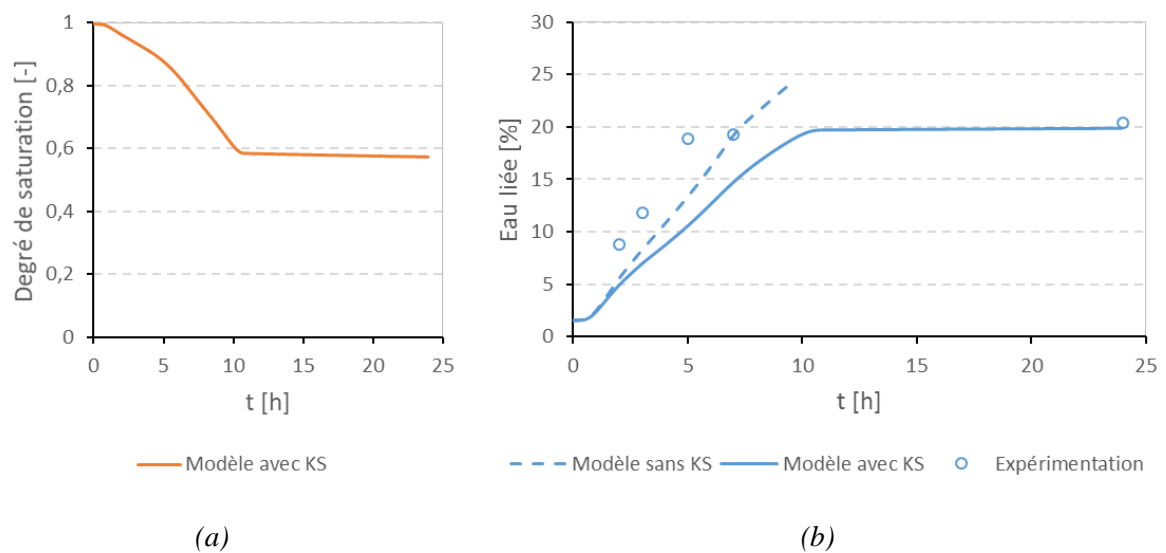 Degré de saturation [-]
1
0,8
0,6
0,4
0,2
0
0 5 10 15 20 25
t [h]
Modèle avec KS
(a)
Eau liée [%]
30
25
20
15
10
5
0
0 5 10 15 20 25
t [h]
Modèle sans KS Modèle avec KS Expérimentation
(b)